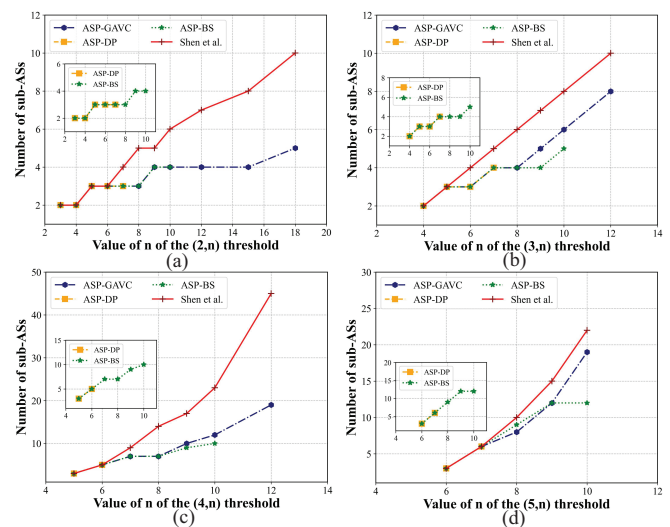 12
10
8
6
4
2
Number of sub-ASs
ASP-GAVC
ASP-DP
ASP-BS
Shen et al.
6
4
2
ASP-DP
ASP-BS
2 4 6 8 10
2 4 6 8 10 12 14 16 18
Value of n of the (2,n) threshold
(a)
12
10
8
6
4
2
Number of sub-ASs
ASP-GAVC
ASP-DP
ASP-BS
Shen et al.
8
6
4
2
0
ASP-DP
ASP-BS
2 4 6 8 10
2 4 6 8 10 12 14
Value of n of the (3,n) threshold
(b)
50
40
30
20
10
Number of sub-ASs
ASP-GAVC
ASP-DP
ASP-BS
Shen et al.
15
10
5
ASP-DP
ASP-BS
4 5 6 7 8 9 10
4 6 8 10 12 14
Value of n of the (4,n) threshold
(c)
30
25
20
15
10
5
Number of sub-ASs
ASP-GAVC
ASP-DP
ASP-BS
Shen et al.
20
15
10
5
ASP-DP
ASP-BS
4 6 8 10
4 6 8 10 12
Value of n of the (5,n) threshold
(d)